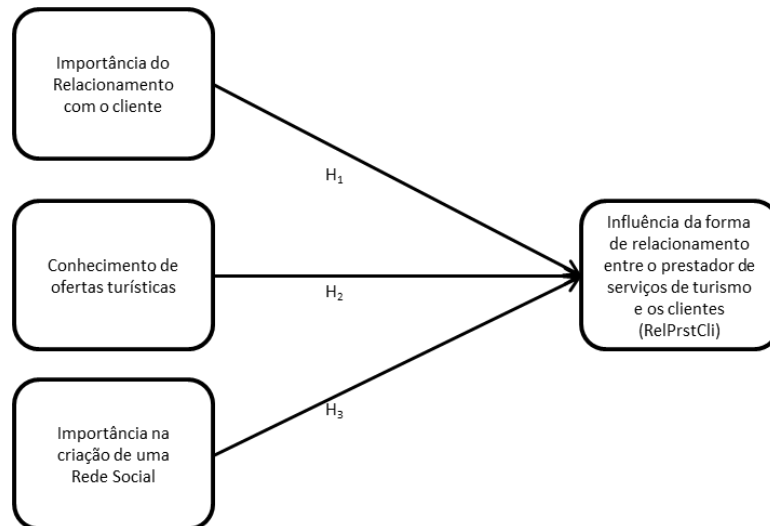 Importância do
Relacionamento
com o cliente
H₁
Conhecimento de
ofertas turísticas
H₂
Importância na
criação de uma
Rede Social
H₃
Influência da forma
de relacionamento
entre o prestador de
serviços de turismo
e os clientes
(RelPrstCli)